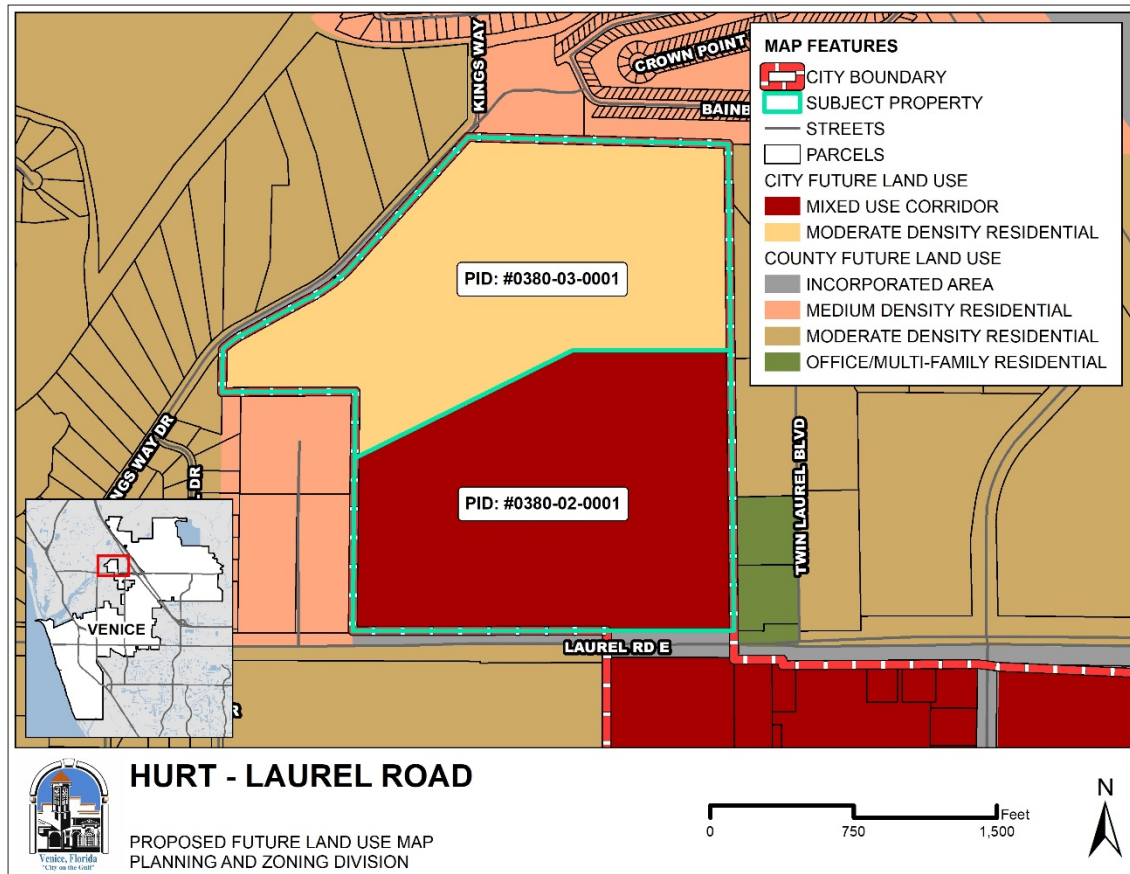 KINGS WAY
CROWN POINT
BAINB
MAP FEATURES
CITY BOUNDARY
SUBJECT PROPERTY
STREETS
PARCELS
CITY FUTURE LAND USE
MIXED USE CORRIDOR
MODERATE DENSITY RESIDENTIAL
COUNTY FUTURE LAND USE
INCORPORATED AREA
MEDIUM DENSITY RESIDENTIAL
MODERATE DENSITY RESIDENTIAL
OFFICE/MULTI-FAMILY RESIDENTIAL
PID: #0380-03-0001
NGS WAY DR
L DR
PID: #0380-02-0001
TWIN LAUREL BLVD
VENICE
LAUREL RD E
R
HURT - LAUREL ROAD
PROPOSED FUTURE LAND USE MAP
PLANNING AND ZONING DIVISION
Venice, Florida
"City on the Gulf"
Feet
0 750 1,500
N